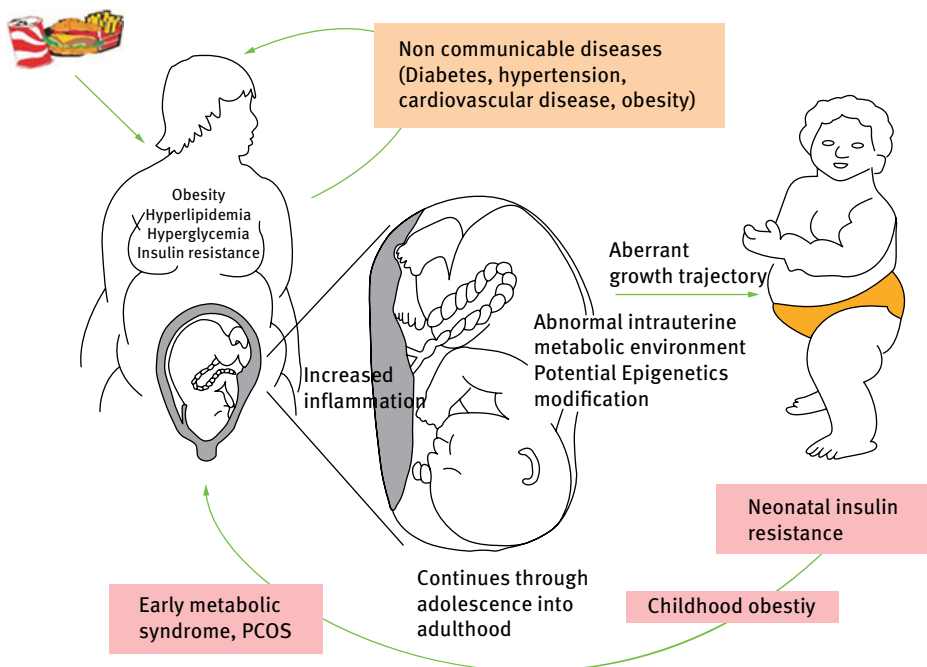 Non communicable diseases
(Diabetes, hypertension,
cardiovascular disease, obesity)
Obesity
Hyperlipidemia
Hyperglycemia
Insulin resistance
Aberrant
growth trajectory
Abnormal intrauterine
metabolic environment
Potential Epigenetics
modification
Increased
inflammation
Neonatal insulin
resistance
Continues through
adolescence into
adulthood
Childhood obestiy
Early metabolic
syndrome, PCOS